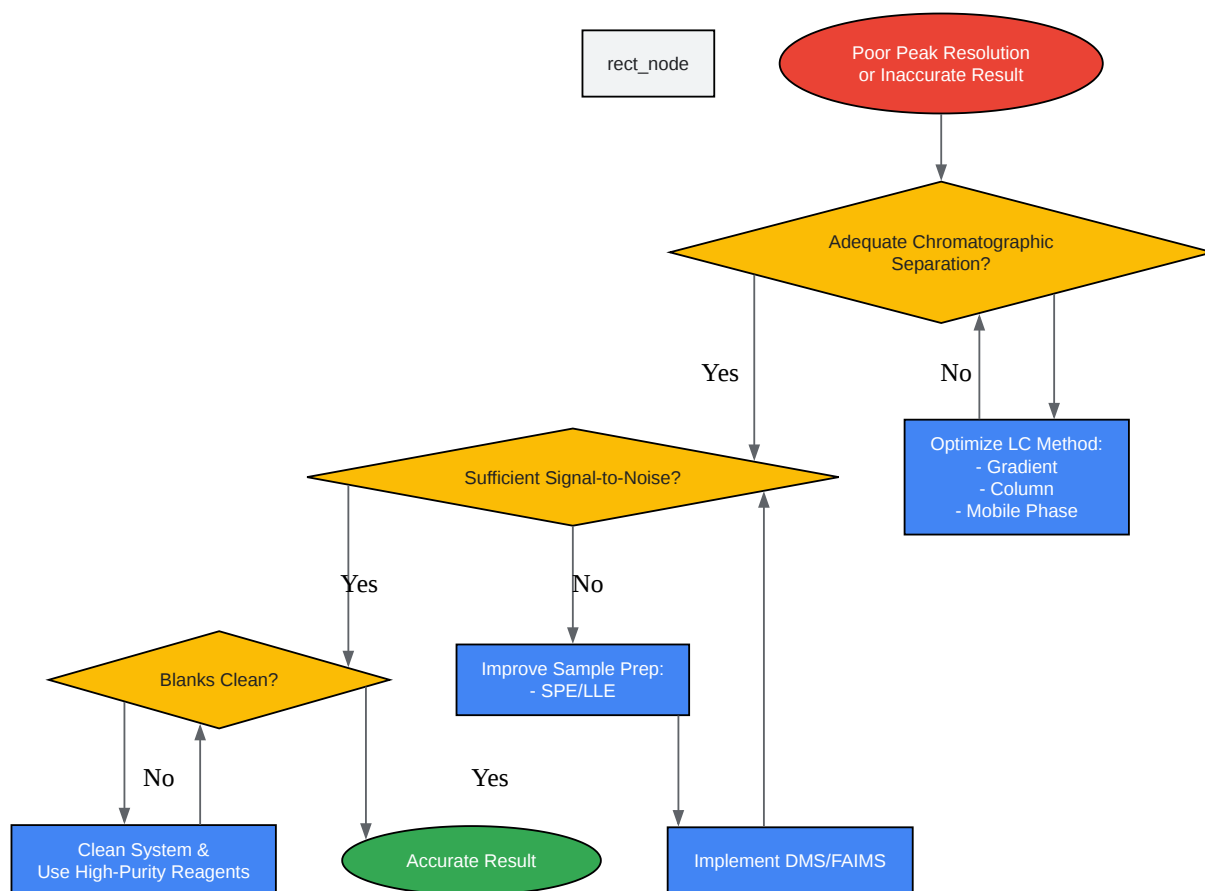 rect_node
Poor Peak Resolution
or Inaccurate Result
Adequate Chromatographic
Separation?
Yes
No
Optimize LC Method:
- Gradient
- Column
- Mobile Phase
Sufficient Signal-to-Noise?
Yes
No
Improve Sample Prep:
- SPE/LLE
Blanks Clean?
No
Yes
Clean System &
Use High-Purity Reagents
Accurate Result
Implement DMS/FAIMS